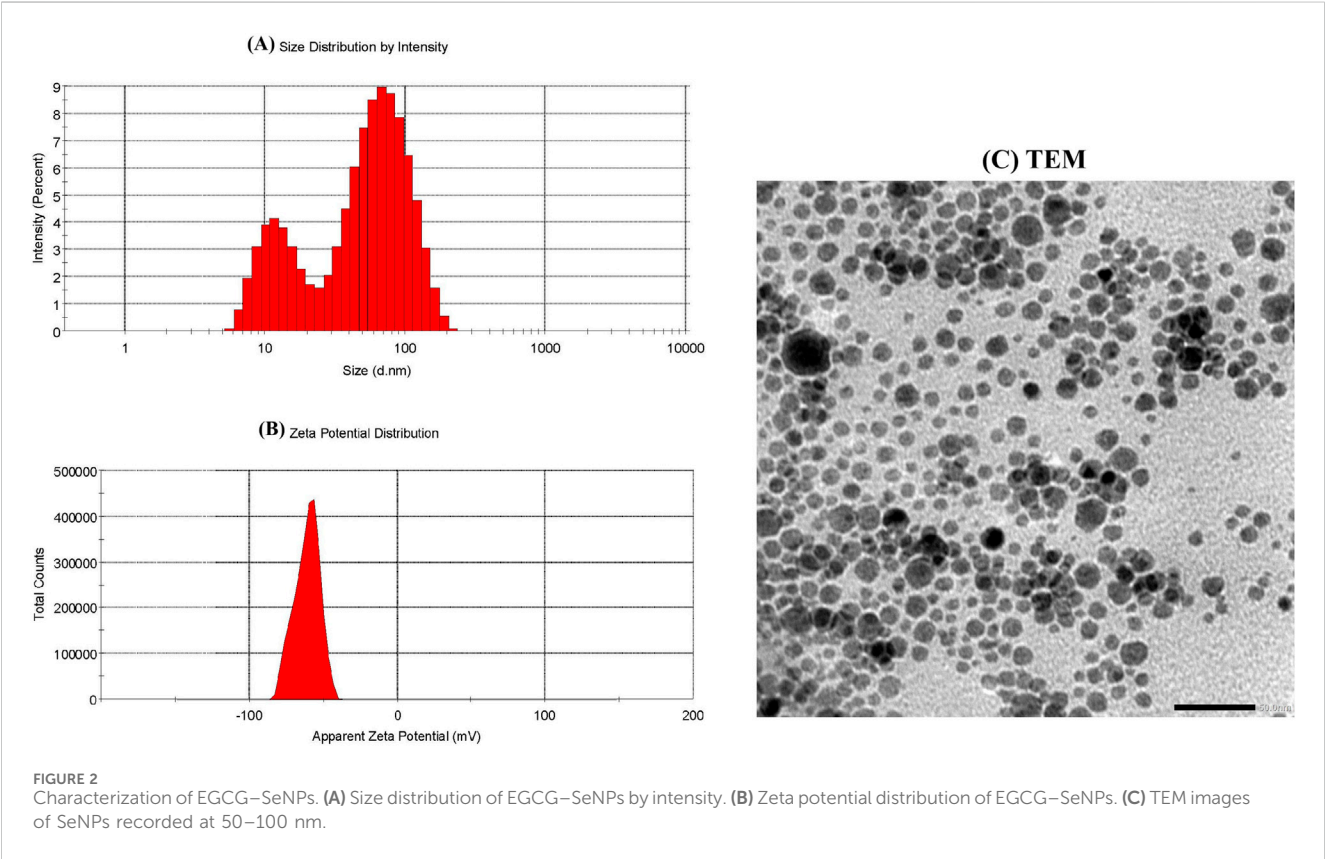 (A) Size Distribution by Intensity
9
8
7
6
5
4
3
2
1
0
Intensity (Percent)
1 10 100 1000 10000
Size (d.nm)
(B) Zeta Potential Distribution
500000
400000
300000
200000
100000
0
Total Counts
-100 0 100 200
Apparent Zeta Potential (mV)
(C) TEM
50.0nm
FIGURE 2
Characterization of EGCG–SeNPs. (A) Size distribution of EGCG–SeNPs by intensity. (B) Zeta potential distribution of EGCG–SeNPs. (C) TEM images
of SeNPs recorded at 50–100 nm.